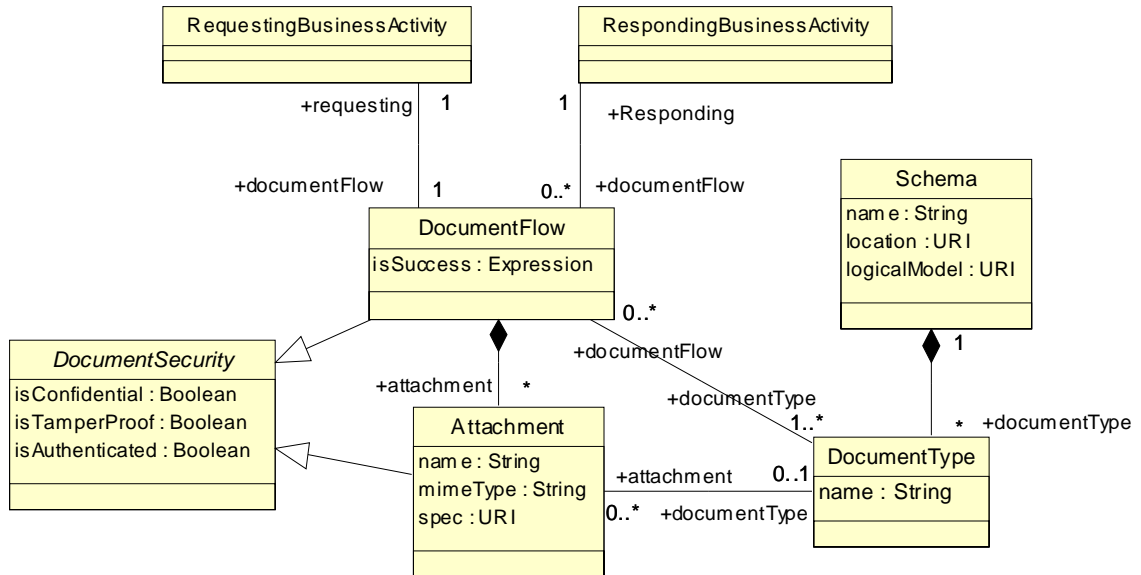 RequestingBusinessActivity
RespondingBusinessActivity
+requesting
1
1
+Responding
+documentFlow
1
0..*
+documentFlow
DocumentFlow
isSuccess : Expression
Schema
name : String
location : URI
logicalModel : URI
0..*
1
+documentFlow
DocumentSecurity
isConfidential : Boolean
isTamperProof : Boolean
isAuthenticated : Boolean
+attachment
*
+documentType
1..*
*
+documentType
Attachment
name : String
mimeType : String
spec : URI
+attachment
0..1
0..*
+documentType
DocumentType
name : String